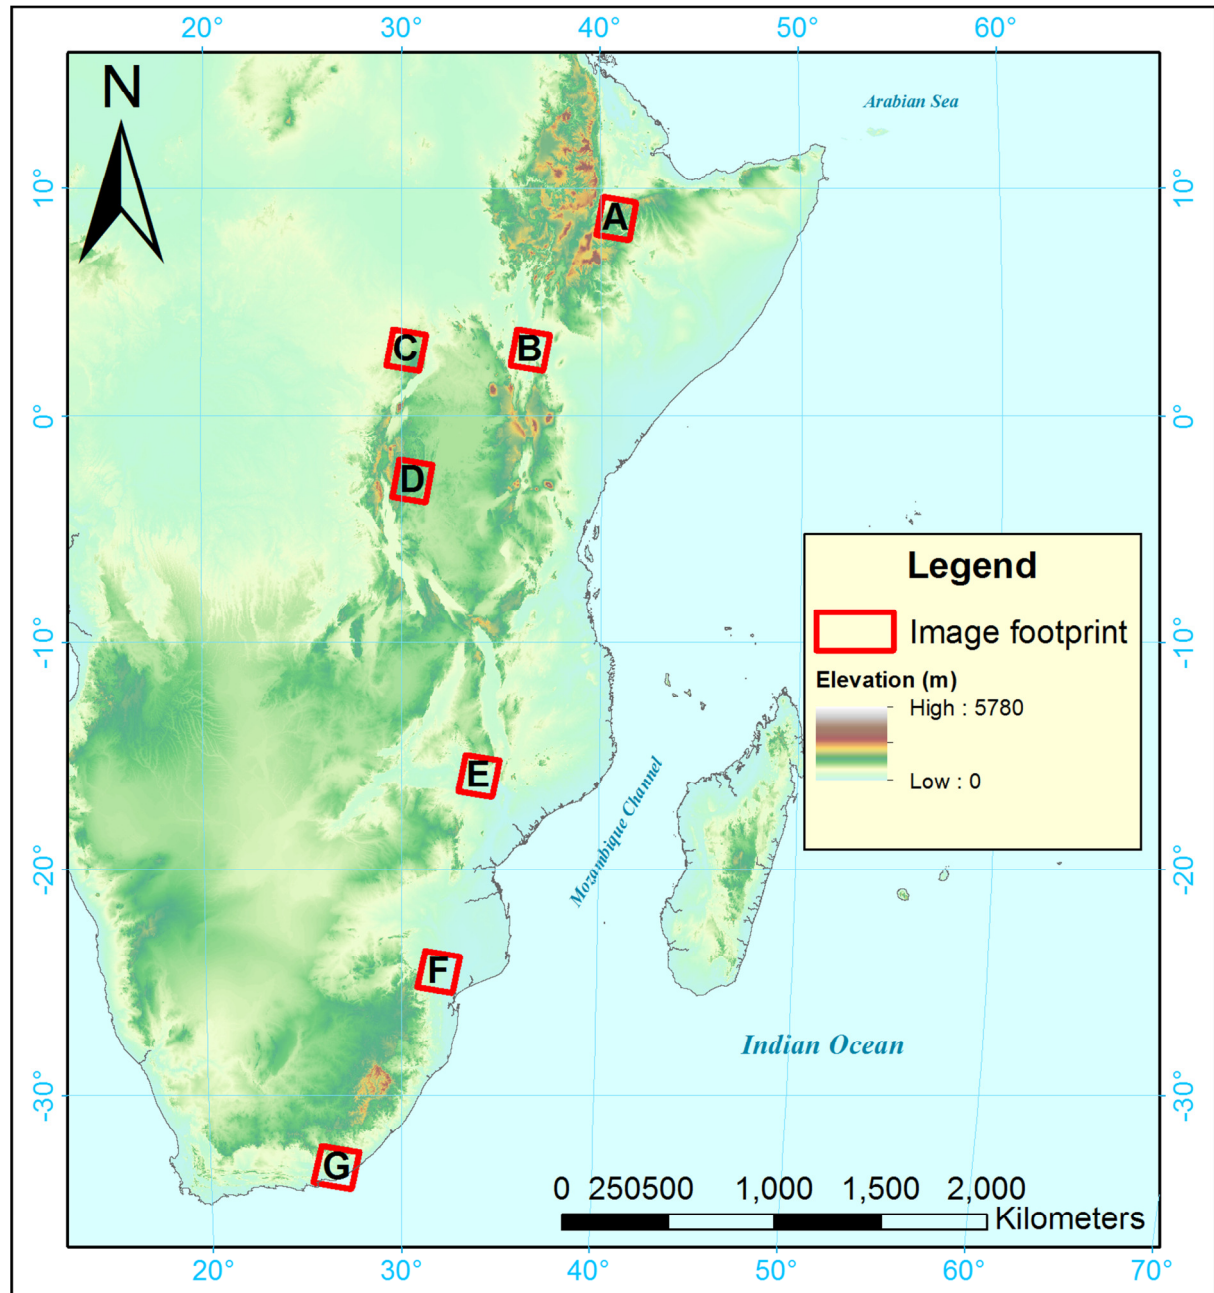 20° 30° 40° 50° 60°
N
Arabian Sea
10° 10°
A
B
C
0° 0°
D
Legend
Image footprint
Elevation (m)
High : 5780
Low : 0
-10° -10°
E
Mozambique Channel
-20° -20°
F
Indian Ocean
-30° -30°
G
0 250500 1,000 1,500 2,000
Kilometers
20° 30° 40° 50° 60° 70°